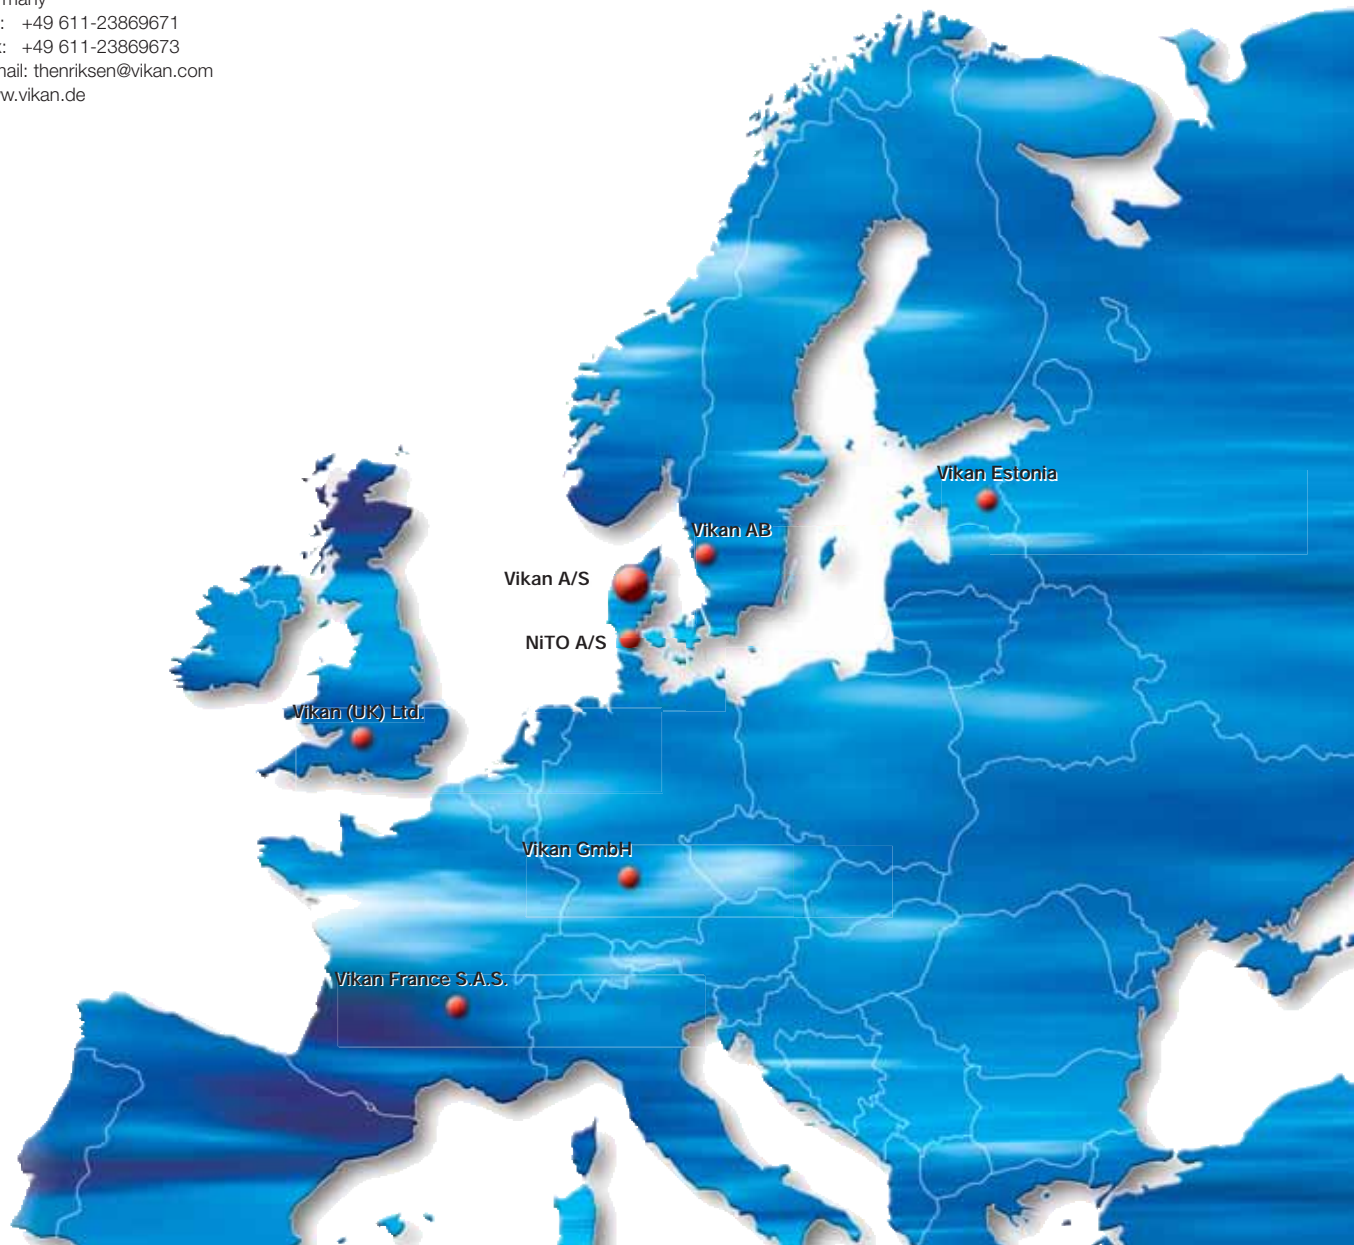 : +49 611-23869671
: +49 611-23869673
ail: thenriksen@vikan.com
w.vikan.de
Vikan Estonia
Vikan AB
Vikan A/S
NiTO A/S
Vikan (UK) Ltd.
Vikan GmbH
Vikan France S.A.S.